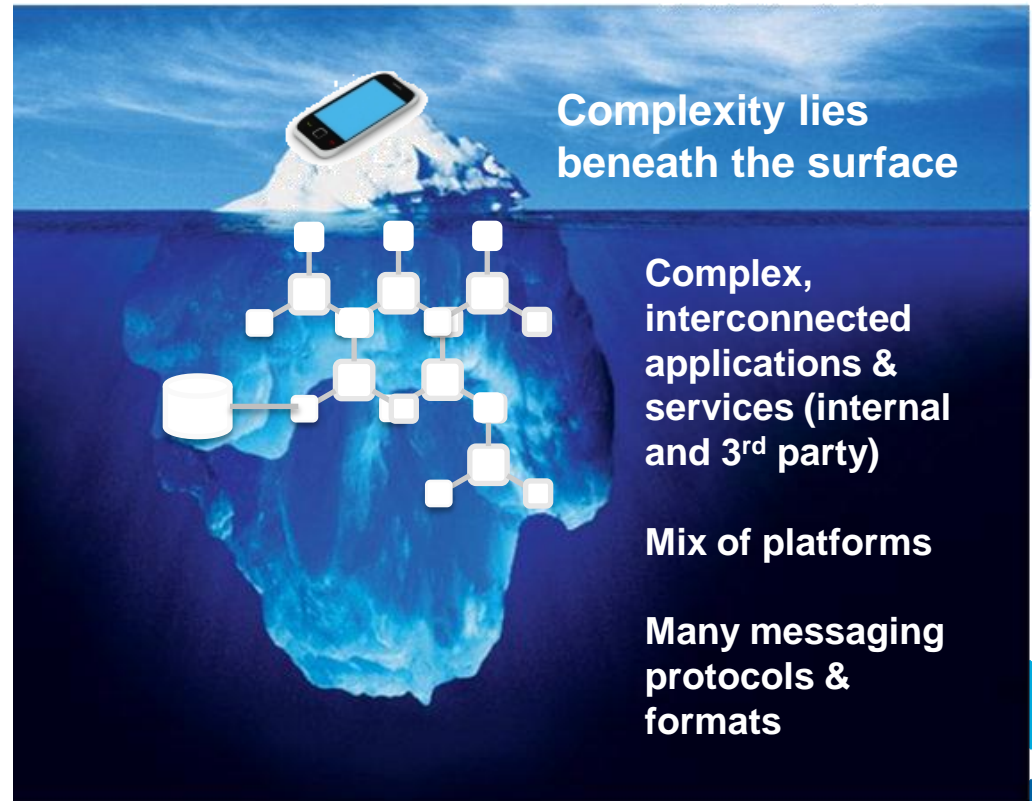 Complexity lies
beneath the surface
Complex,
interconnected
applications &
services (internal
and 3rd party)
Mix of platforms
Many messaging
protocols &
formats